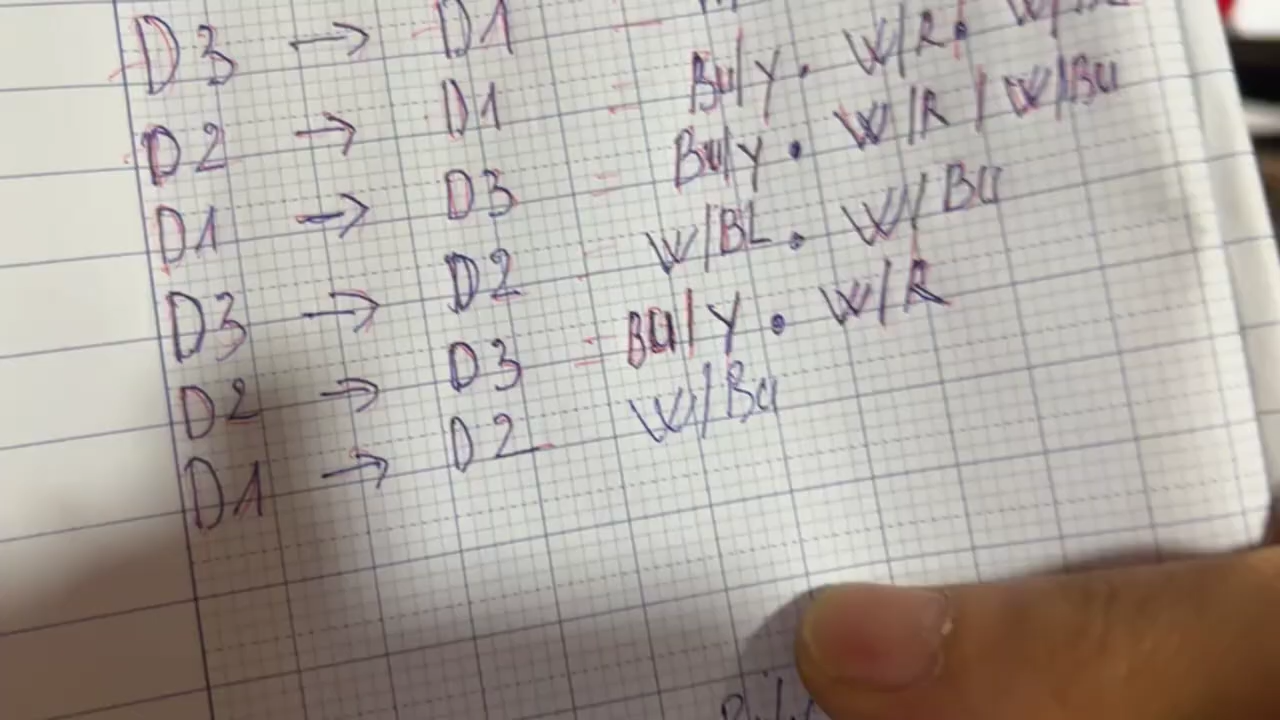 D3 → D1 –
D2 → D1 = Bu/Y . W/R .
D1 → D3 = Bu/Y . W/R / W/Bu
D3 → D2 W/BL . W/Bu
D2 → D3 = BU/Y . W/R
D1 → D2 – W/Bu